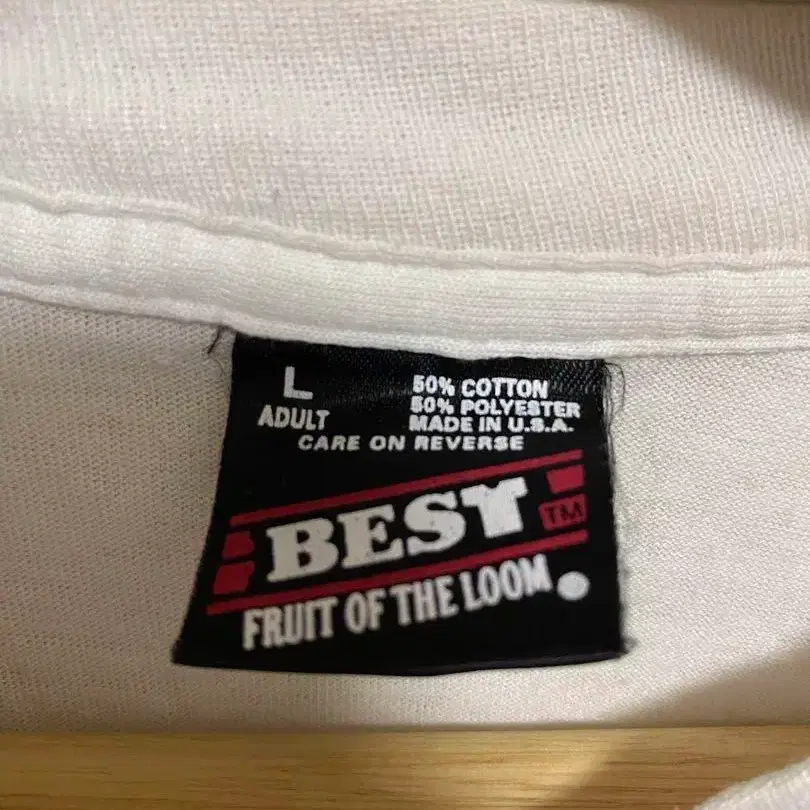 L
ADULT
50% COTTON
50% POLYESTER
MADE IN U.S.A.
CARE ON REVERSE
BEST TM
FRUIT OF THE LOOM.